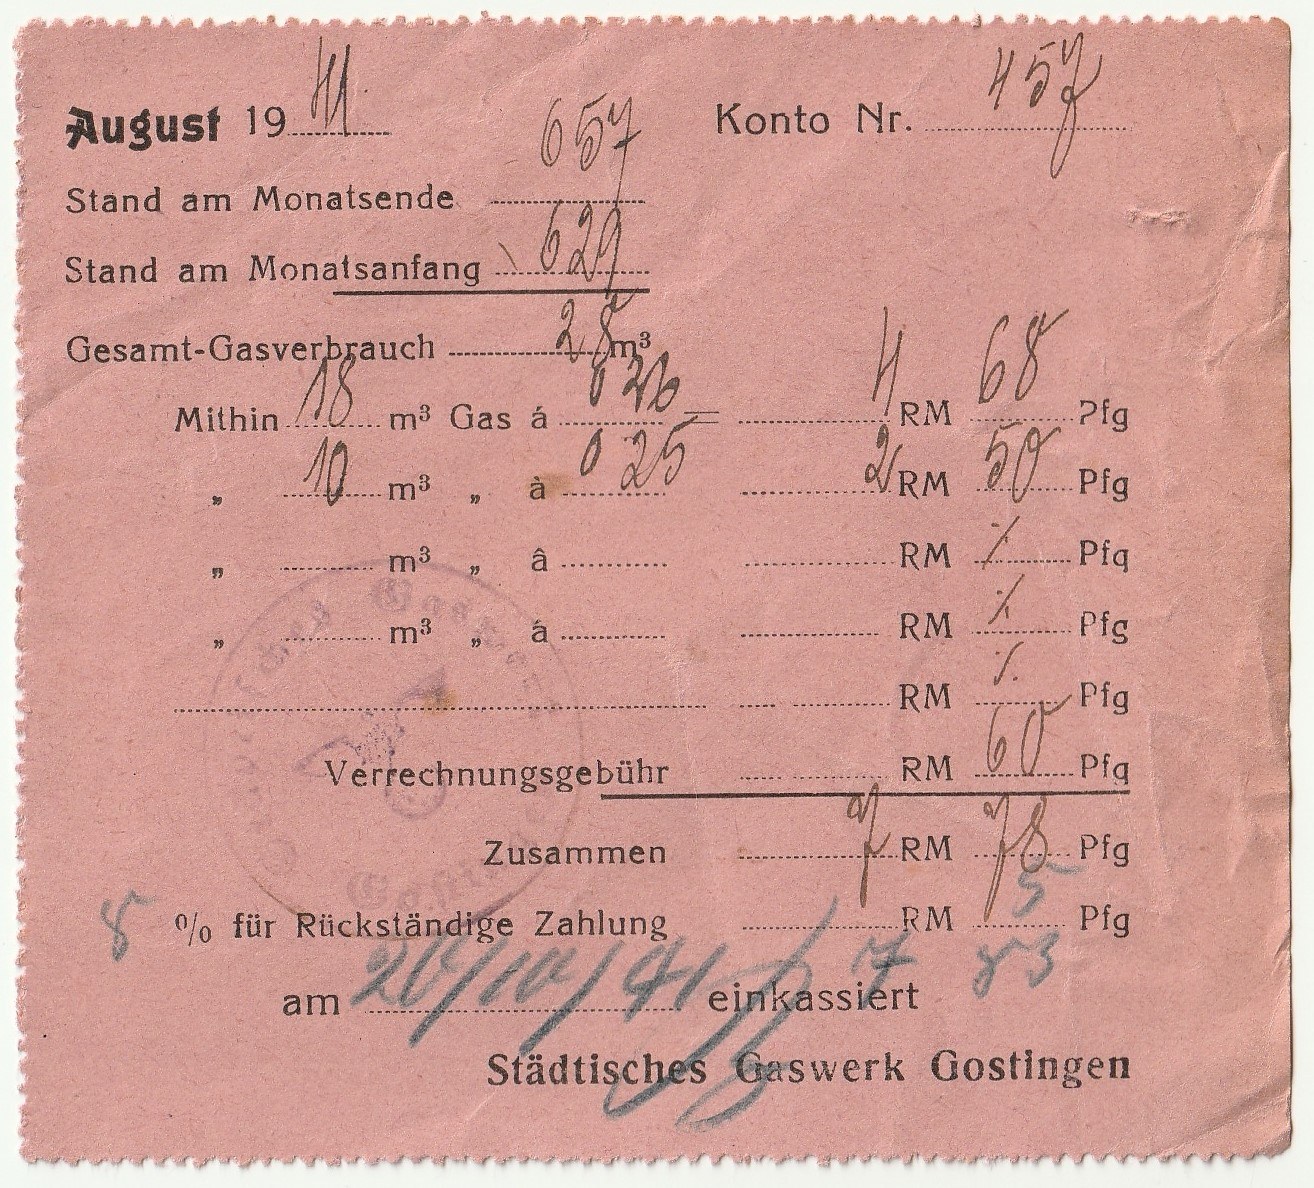 August 19 41. Konto Nr. 457
657
Stand am Monatsende
Stand am Monatsanfang 629
Gesamt-Gasverbrauch 28 m³
Mithin 18 m³ Gas á 0 26 = 4 RM 68 Pfg
„ 10 m³ „ à 0 25 2 RM 50 Pfg
„ m³ „ â RM ⁒ Pfg
„ m³ „ á RM ⁒ Pfg
RM ⁒ Pfg
Verrechnungsgebühr RM 60 Pfg
Zusammen 7 RM 78 Pfg
% für Rückständige Zahlung RM 5 Pfg
7 83
am 20/10/41 einkassiert
Städtisches Gaswerk Gostingen